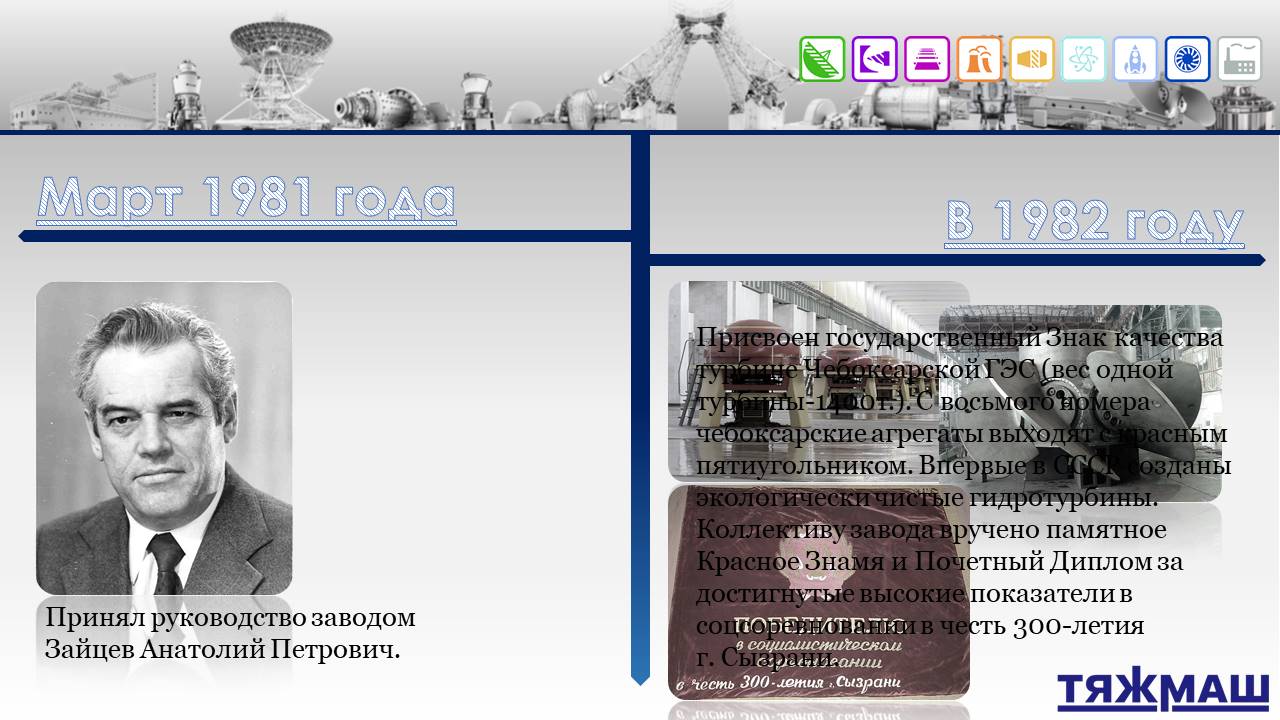 Март 1981 года
В 1982 году
Принял руководство заводом
Зайцев Анатолий Петрович.
Присвоен государственный Знак качества
турбине Чебоксарской ГЭС (вес одной
турбины-1400т.). С восьмого номера
чебоксарские агрегаты выходят с красным
пятиугольником. Впервые в СССР созданы
экологически чистые гидротурбины.
Коллективу завода вручено памятное
Красное Знамя и Почетный Диплом за
достигнутые высокие показатели в
соцсоревновании в честь 300-летия
г. Сызрани.
ПОБЕДИТЕЛЮ
в социалистическом
соревновании
в честь 300-летия г. Сызрани
ТЯЖМАШ